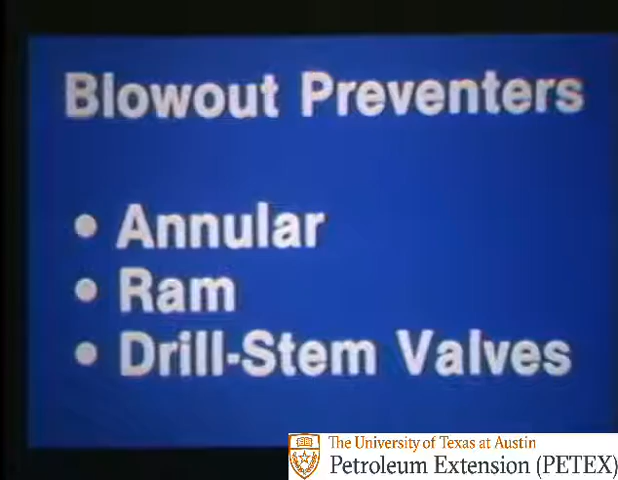 Blowout Preventers
• Annular
• Ram
• Drill-Stem Valves
The University of Texas at Austin
Petroleum Extension (PETEX)